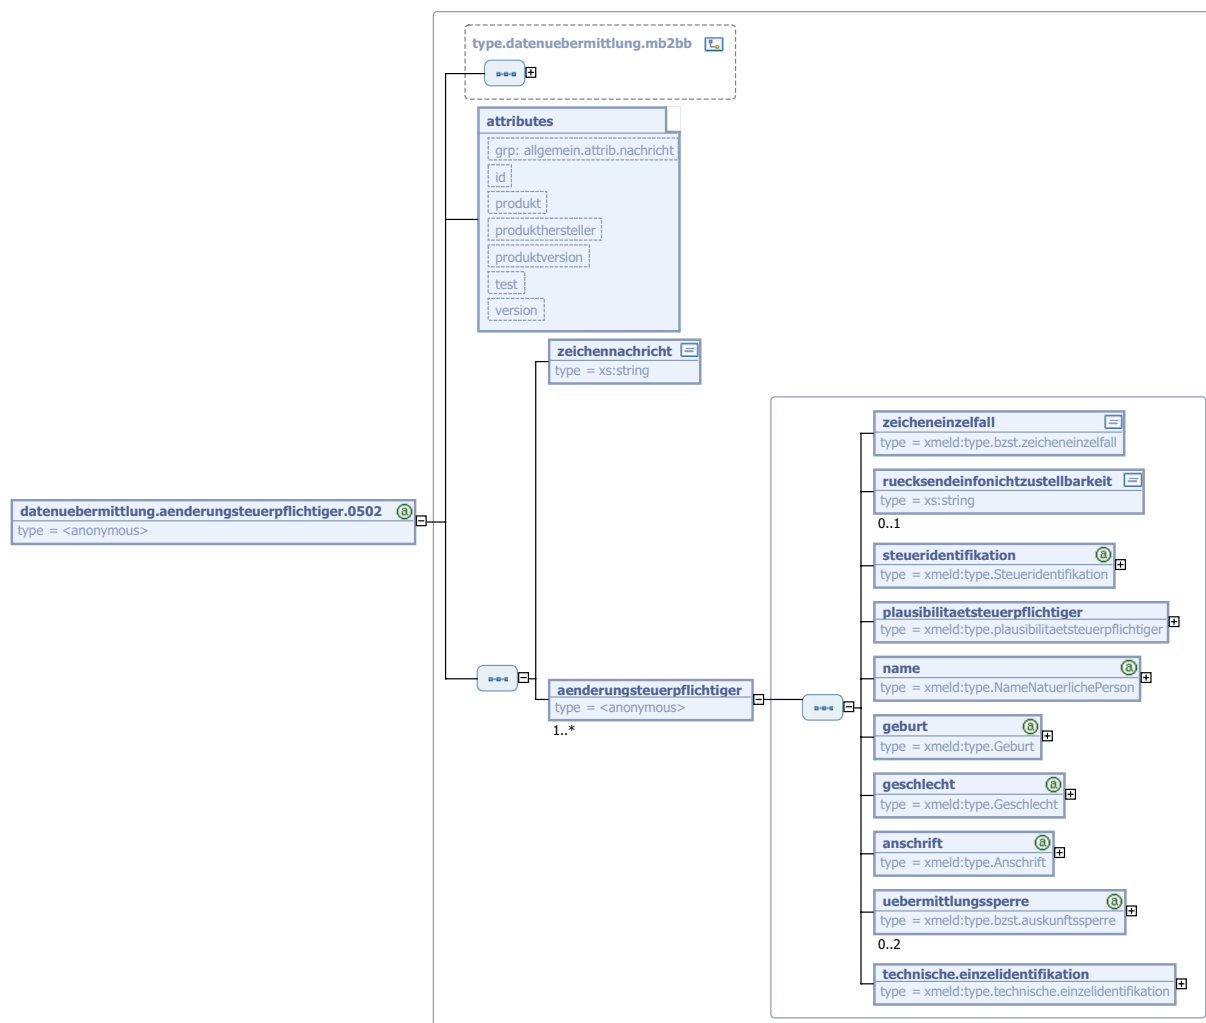 type.datenuebermittlung.mb2bb
attributes
grp: allgemein.attrib.nachricht
id
produkt
produkthersteller
produktversion
test
version
zeichennachricht
type = xs:string
datenuebermittlung.aenderungsteuerpflichtiger.0502
type = <anonymous>
aenderungsteuerpflichtiger
type = <anonymous>
1..*
zeicheneinzelfall
type = xmeld:type.bzst.zeicheneinzelfall
ruecksendeinfonichtzustellbarkeit
type = xs:string
0..1
steueridentifikation
type = xmeld:type.Steueridentifikation
plausibilitaetsteuerpflichtiger
type = xmeld:type.plausibilitaetsteuerpflichtiger
name
type = xmeld:type.NameNatuerlichePerson
geburt
type = xmeld:type.Geburt
geschlecht
type = xmeld:type.Geschlecht
anschrift
type = xmeld:type.Anschrift
uebermittlungssperre
type = xmeld:type.bzst.auskunftssperre
0..2
technische.einzelidentifikation
type = xmeld:type.technische.einzelidentifikation